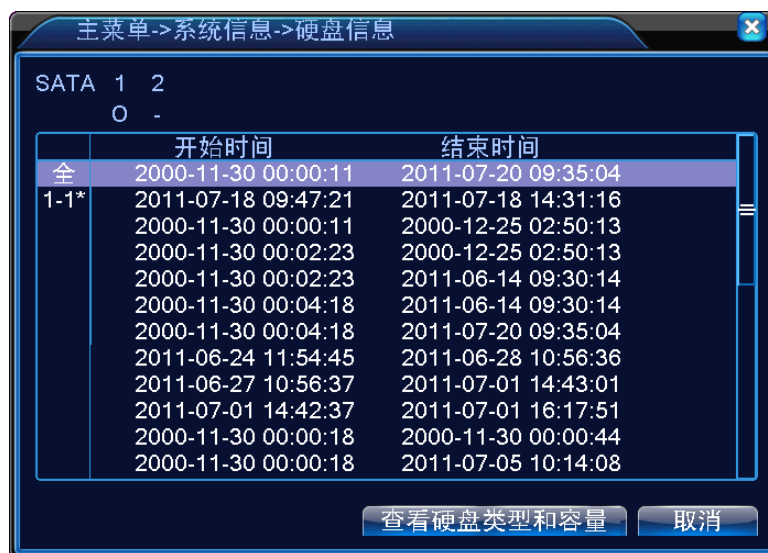 主菜单->系统信息->硬盘信息
SATA 1 2
O -
开始时间 结束时间
全 2000-11-30 00:00:11 2011-07-20 09:35:04
1-1* 2011-07-18 09:47:21 2011-07-18 14:31:16
2000-11-30 00:00:11 2000-12-25 02:50:13
2000-11-30 00:02:23 2000-12-25 02:50:13
2000-11-30 00:02:23 2011-06-14 09:30:14
2000-11-30 00:04:18 2011-06-14 09:30:14
2000-11-30 00:04:18 2011-07-20 09:35:04
2011-06-24 11:54:45 2011-06-28 10:56:36
2011-06-27 10:56:37 2011-07-01 14:43:01
2011-07-01 14:42:37 2011-07-01 16:17:51
2000-11-30 00:00:18 2000-11-30 00:00:44
2000-11-30 00:00:18 2011-07-05 10:14:08
查看硬盘类型和容量 取消